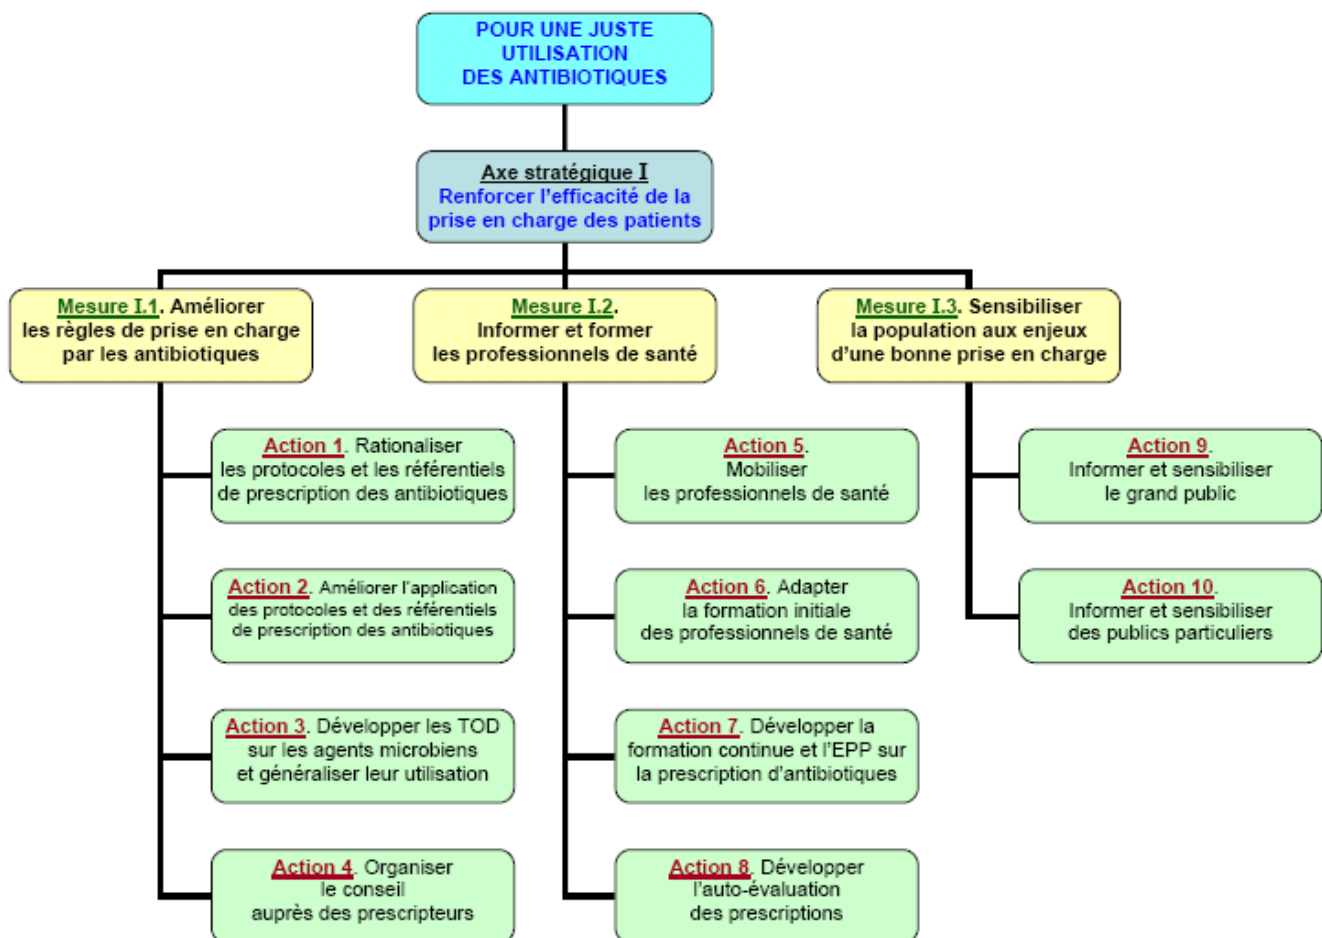 POUR UNE JUSTE
UTILISATION
DES ANTIBIOTIQUES
Axe stratégique I
Renforcer l'efficacité de la
prise en charge des patients
Mesure I.1. Améliorer
les règles de prise en charge
par les antibiotiques
Mesure I.2.
Informer et former
les professionnels de santé
Mesure I.3. Sensibiliser
la population aux enjeux
d'une bonne prise en charge
Action 1. Rationaliser
les protocoles et les référentiels
de prescription des antibiotiques
Action 2. Améliorer l'application
des protocoles et des référentiels
de prescription des antibiotiques
Action 3. Développer les TOD
sur les agents microbiens
et généraliser leur utilisation
Action 4. Organiser
le conseil
auprès des prescripteurs
Action 5.
Mobiliser
les professionnels de santé
Action 6. Adapter
la formation initiale
des professionnels de santé
Action 7. Développer la
formation continue et l'EPP sur
la prescription d'antibiotiques
Action 8. Développer
l'auto-évaluation
des prescriptions
Action 9.
Informer et sensibiliser
le grand public
Action 10.
Informer et sensibiliser
des publics particuliers